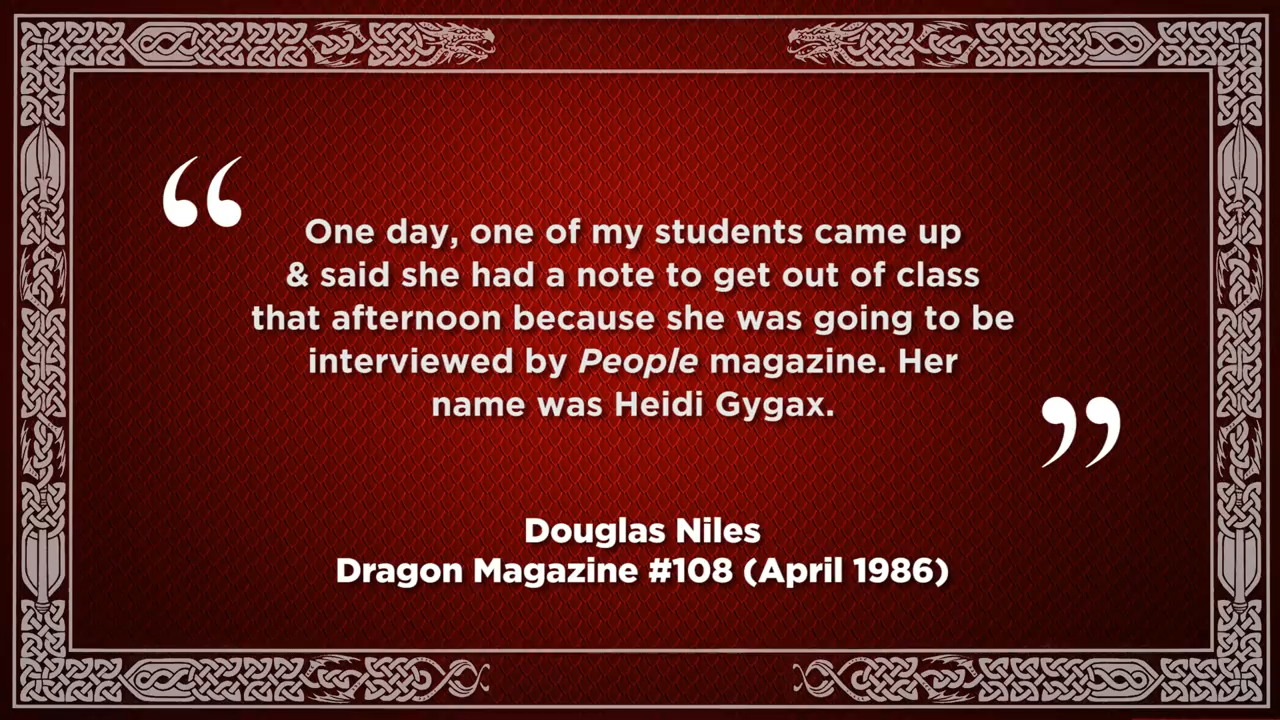 “
One day, one of my students came up
& said she had a note to get out of class
that afternoon because she was going to be
interviewed by People magazine. Her
name was Heidi Gygax.
”
Douglas Niles
Dragon Magazine #108 (April 1986)